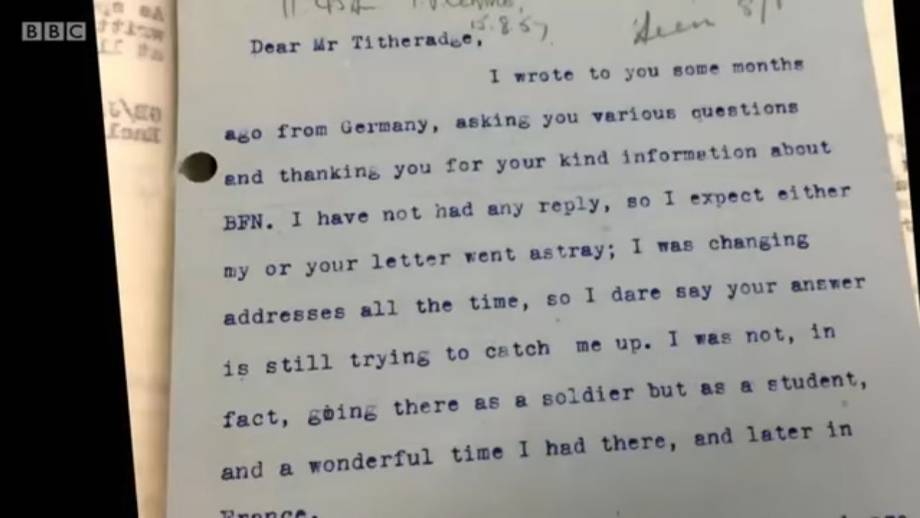 BBC
15.8.57
Seen
Dear Mr Titheradge,
I wrote to you some months
ago from Germany, asking you various questions
and thanking you for your kind information about
BFN. I have not had any reply, so I expect either
my or your letter went astray; I was changing
addresses all the time, so I dare say your answer
is still trying to catch me up. I was not, in
fact, going there as a soldier but as a student,
and a wonderful time I had there, and later in
France.